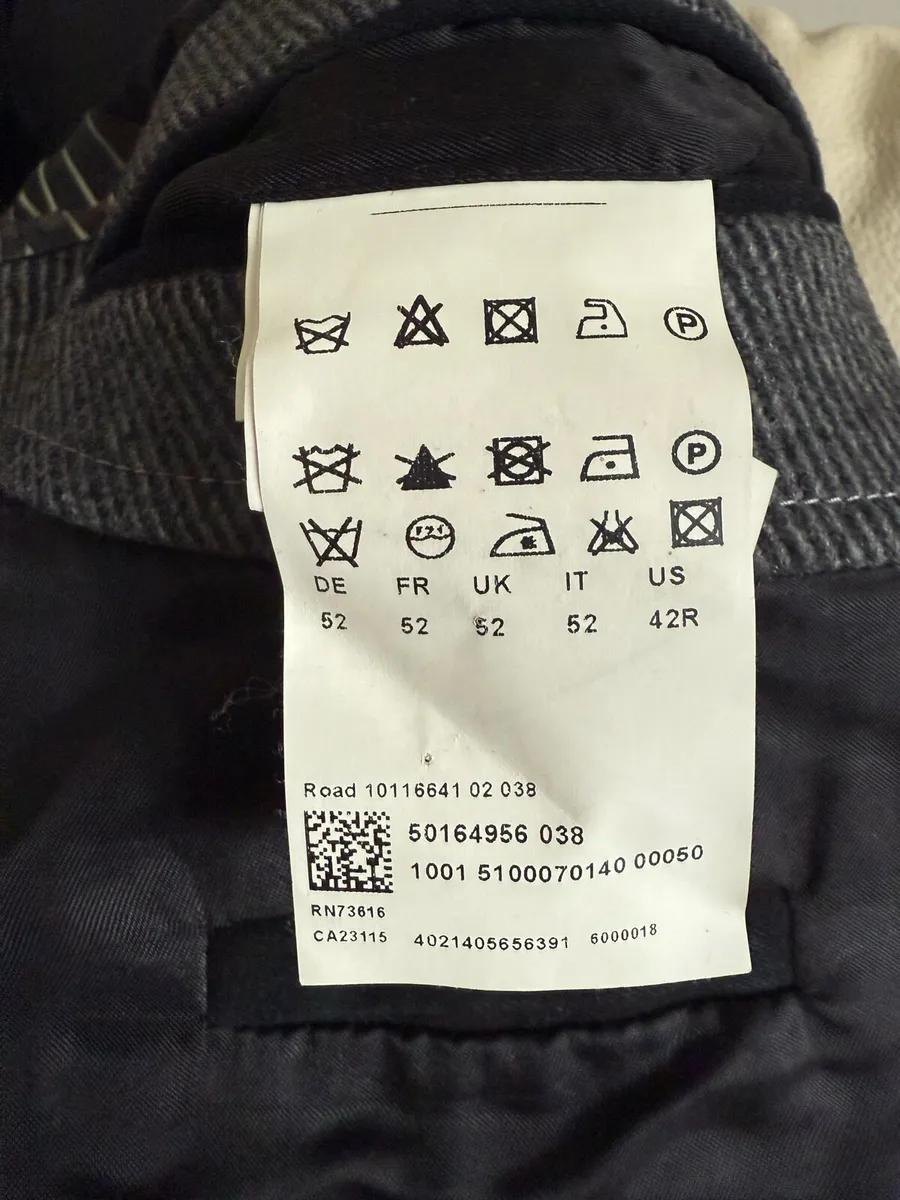 P
P
DE FR UK IT US
52 52 52 52 42R
Road 10116641 02 038
50164956 038
1001 5100070140 00050
RN73616
CA23115 4021405656391 6000018